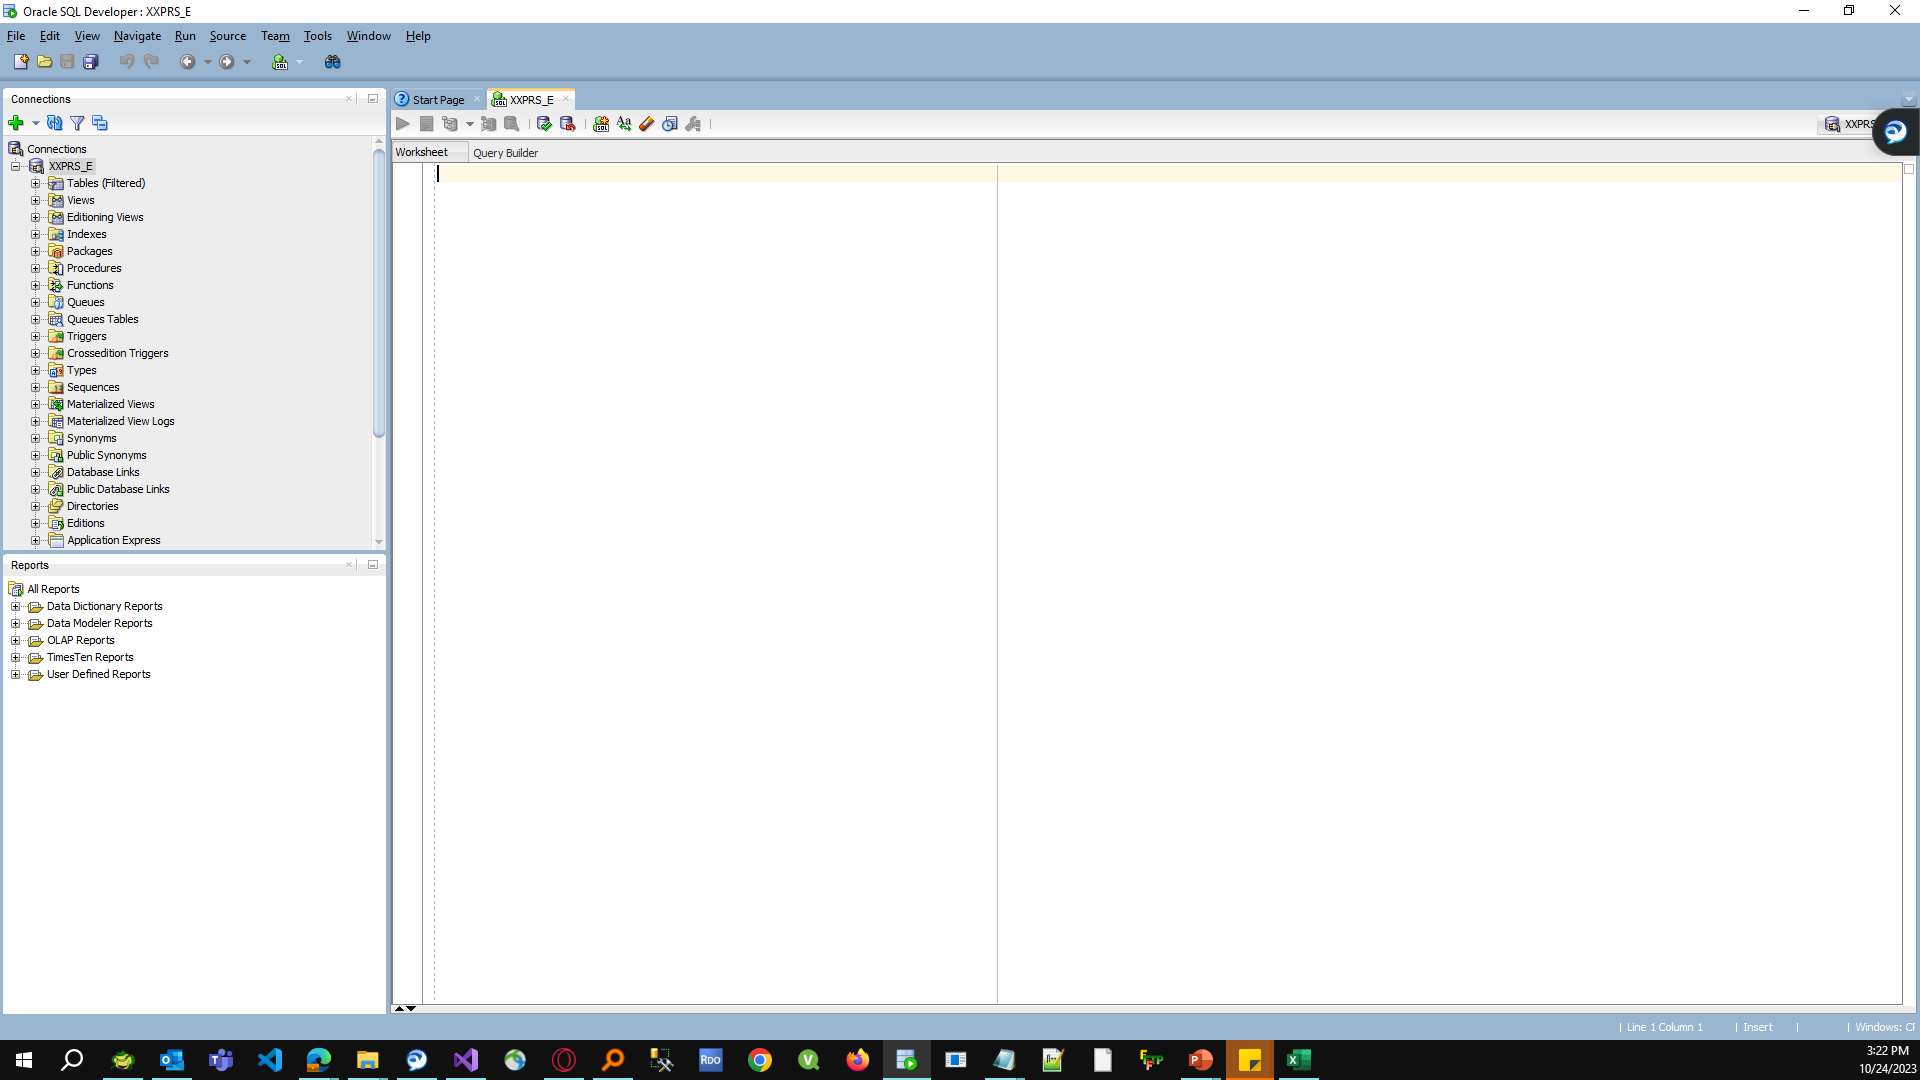 Oracle SQL Developer : XXPRS_E
File Edit View Navigate Run Source Team Tools Window Help
Connections
Start Page
XXPRS_E
XXPRS
Worksheet
Query Builder
Connections
XXPRS_E
Tables (Filtered)
Views
Editioning Views
Indexes
Packages
Procedures
Functions
Queues
Queues Tables
Triggers
Crossedition Triggers
Types
Sequences
Materialized Views
Materialized View Logs
Synonyms
Public Synonyms
Database Links
Public Database Links
Directories
Editions
Application Express
Reports
All Reports
Data Dictionary Reports
Data Modeler Reports
OLAP Reports
TimesTen Reports
User Defined Reports
Line 1 Column 1
Insert
Windows: CF
3:22 PM
10/24/2023